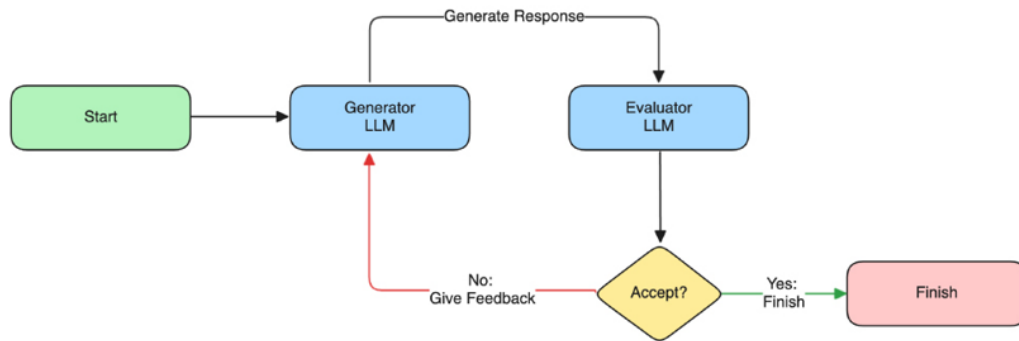 Generate Response
Start
Generator
LLM
Evaluator
LLM
No:
Give Feedback
Accept?
Yes:
Finish
Finish